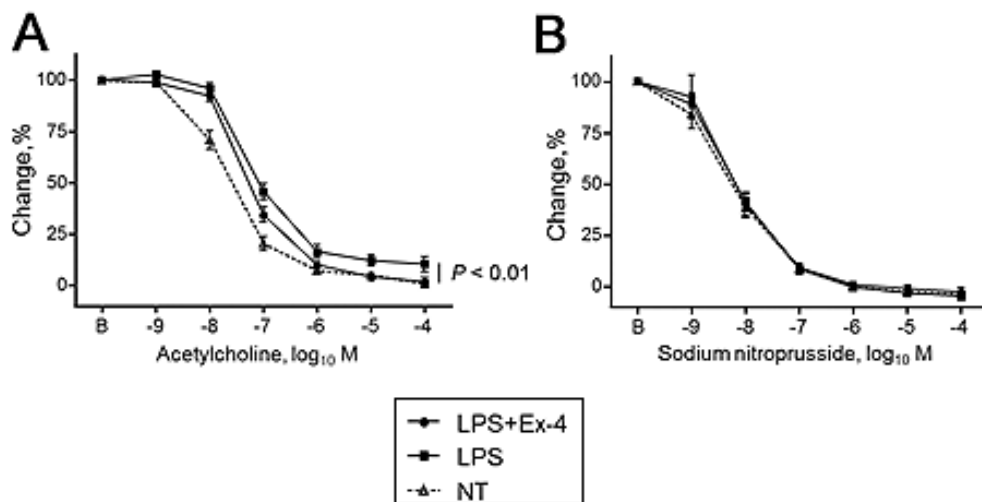 A
B
100
75
50
25
0
Change, %
P < 0.01
B -9 -8 -7 -6 -5 -4
Acetylcholine, log₁₀ M
100
75
50
25
0
Change, %
B -9 -8 -7 -6 -5 -4
Sodium nitroprusside, log₁₀ M
LPS+Ex-4
LPS
NT